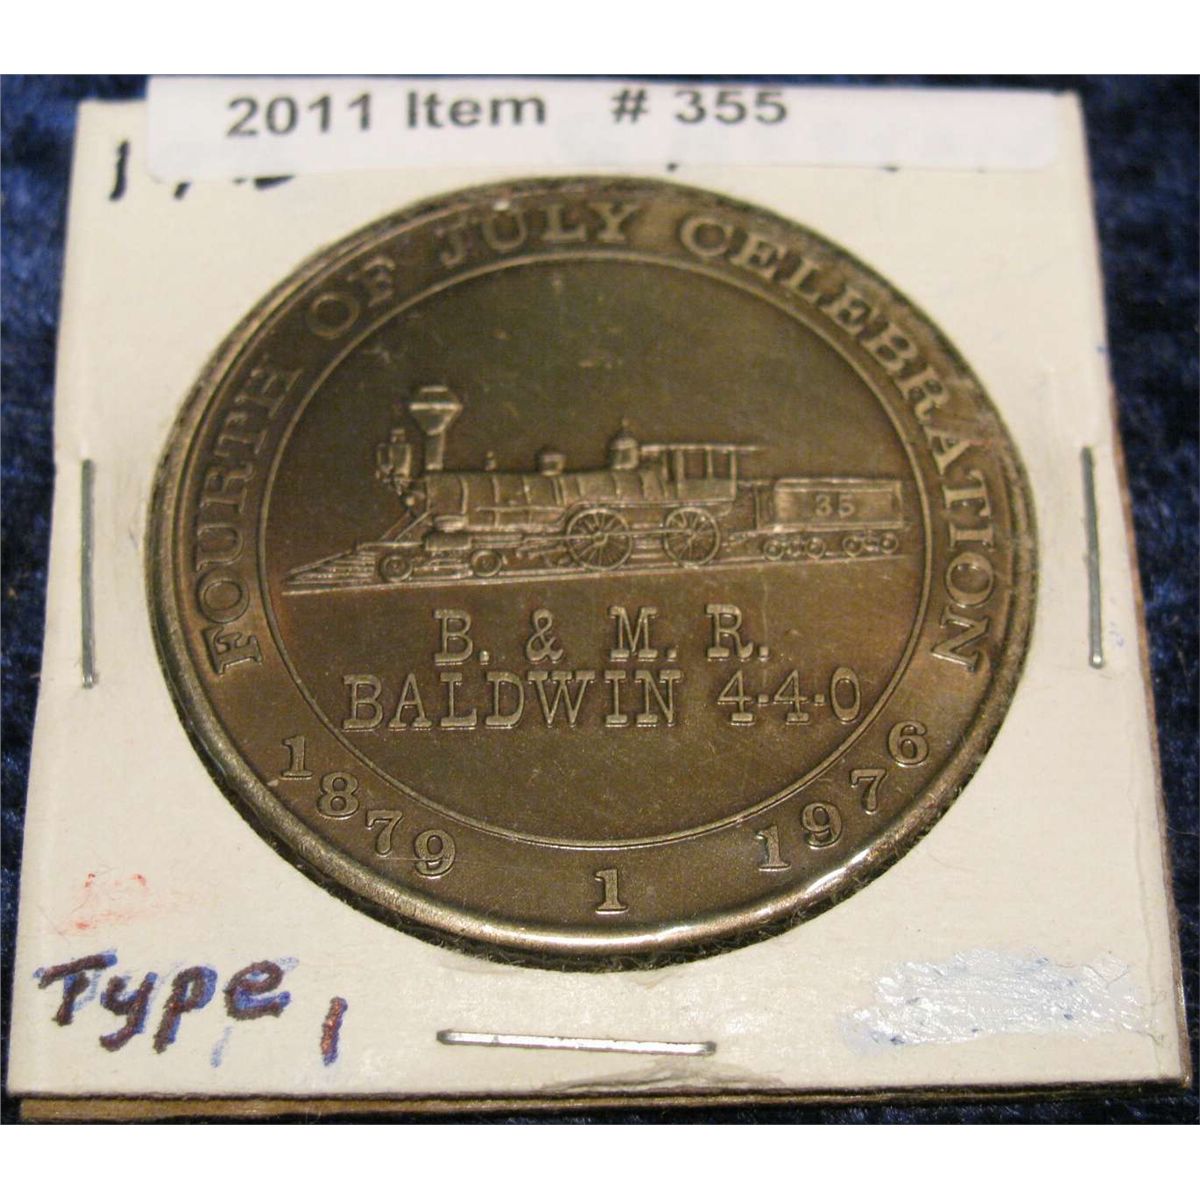 2011 Item # 355
FOURTH OF JULY CELEBRATION
35
B. & M. R.
BALDWIN 4-4-0
1879 1 1976
Type 1